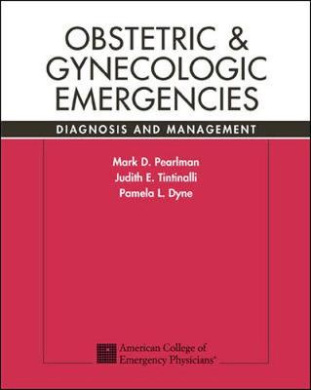 OBSTETRIC &
GYNECOLOGIC
EMERGENCIES
DIAGNOSIS AND MANAGEMENT
Mark D. Pearlman
Judith E. Tintinalli
Pamela L. Dyne
American College of
Emergency Physicians®